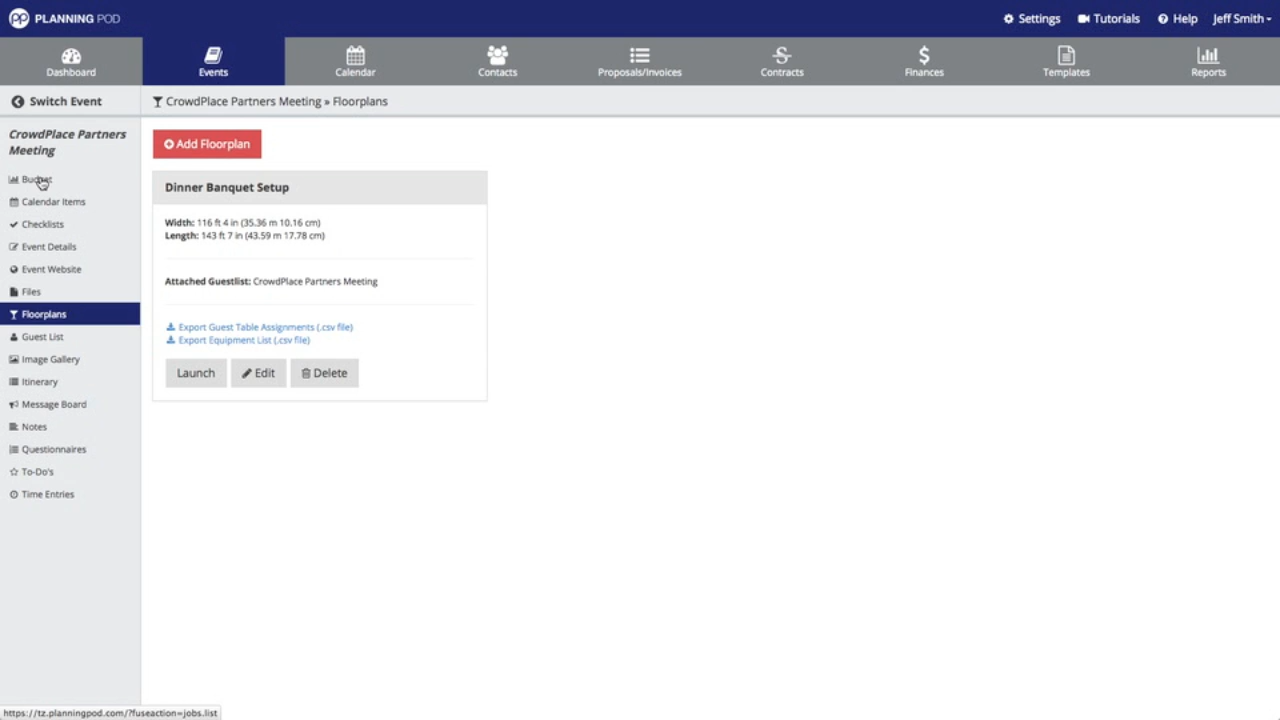 pp PLANNING POD
Settings Tutorials Help Jeff Smith
Dashboard Events Calendar Contacts Proposals/Invoices Contracts Finances Templates Reports
Switch Event
CrowdPlace Partners Meeting » Floorplans
CrowdPlace Partners
Meeting
Budget
Calendar Items
Checklists
Event Details
Event Website
Files
Floorplans
Guest List
Image Gallery
Itinerary
Message Board
Notes
Questionnaires
To-Do's
Time Entries
Add Floorplan
Dinner Banquet Setup
Width: 116 ft 4 in (35.36 m 10.16 cm)
Length: 143 ft 7 in (43.59 m 17.78 cm)
Attached Guestlist: CrowdPlace Partners Meeting
Export Guest Table Assignments (.csv file)
Export Equipment List (.csv file)
Launch Edit Delete
https://tz.planningpod.com/?fuseaction=jobs.list